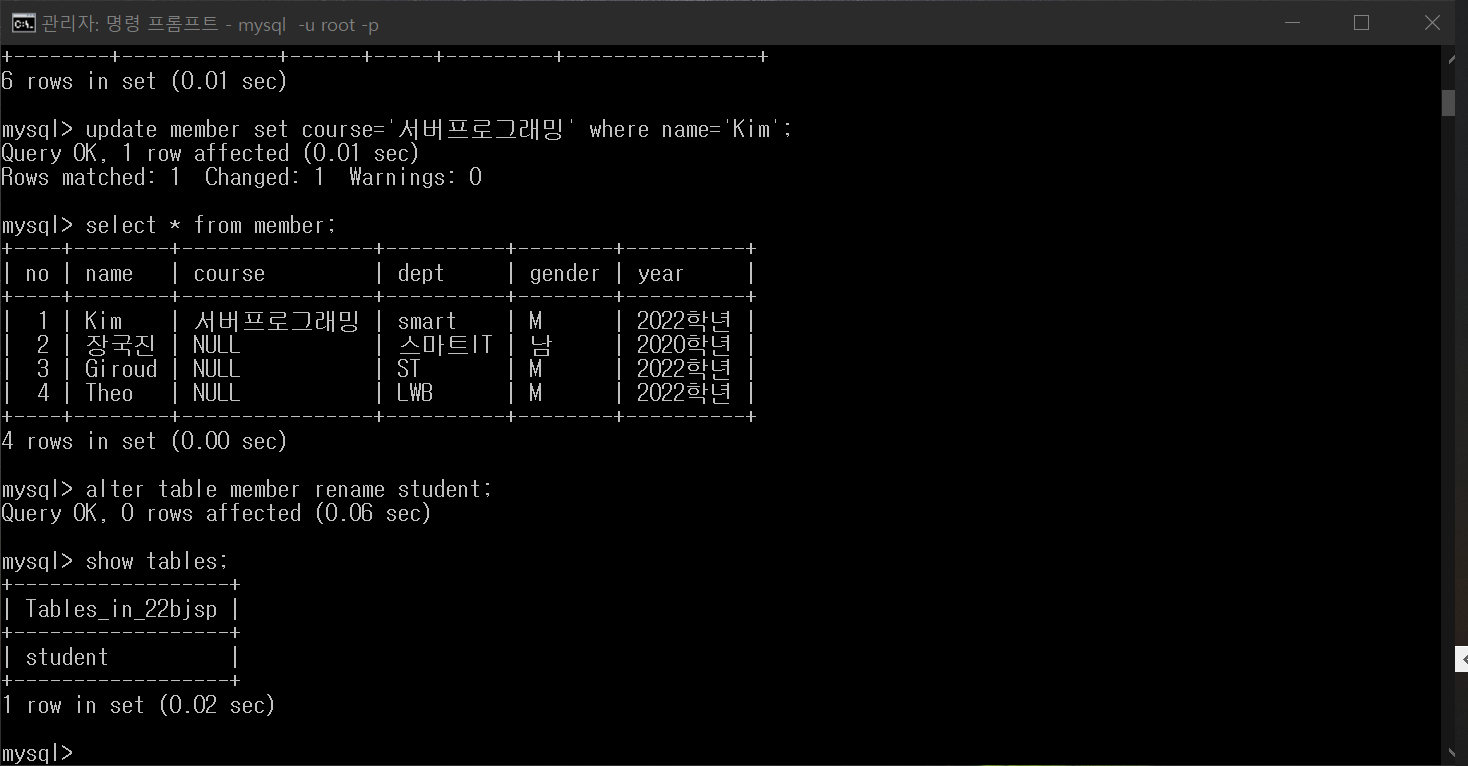 관리자: 명령 프롬프트 - mysql  -u root -p
+--------+-------------+------+-----+---------+----------------+
6 rows in set (0.01 sec)
mysql> update member set course='서버프로그래밍' where name='Kim';
Query OK, 1 row affected (0.01 sec)
Rows matched: 1  Changed: 1  Warnings: 0
mysql> select * from member;
+----+--------+----------------+----------+--------+----------+
| no | name   | course         | dept     | gender | year     |
+----+--------+----------------+----------+--------+----------+
|  1 | Kim    | 서버프로그래밍 | smart    | M      | 2022학년 |
|  2 | 장국진 | NULL           | 스마트IT | 남     | 2020학년 |
|  3 | Giroud | NULL           | ST       | M      | 2022학년 |
|  4 | Theo   | NULL           | LWB      | M      | 2022학년 |
+----+--------+----------------+----------+--------+----------+
4 rows in set (0.00 sec)
mysql> alter table member rename student;
Query OK, 0 rows affected (0.06 sec)
mysql> show tables;
+------------------+
| Tables_in_22bjsp |
+------------------+
| student          |
+------------------+
1 row in set (0.02 sec)
mysql>